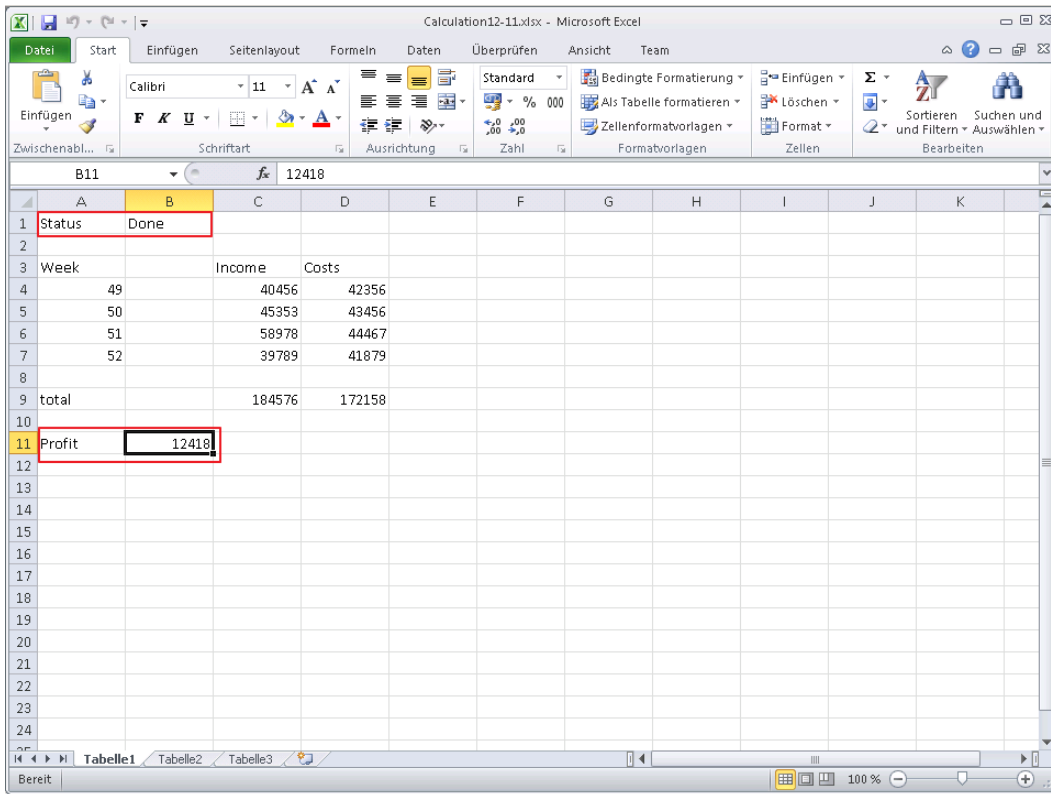 Calculation12-11.xlsx - Microsoft Excel
Datei Start Einfügen Seitenlayout Formeln Daten Überprüfen Ansicht Team
Calibri 11 A A Standard Bedingte Formatierung Einfügen Σ
Einfügen F K U A % 000 Als Tabelle formatieren Löschen Sortieren und Filtern Suchen und Auswählen
,00 ,0 ,00 Zellenformatvorlagen Format
Zwischenabl... Schriftart Ausrichtung Zahl Formatvorlagen Zellen Bearbeiten
B11 fx 12418
A B C D E F G H I J K
1 Status Done
2
3 Week Income Costs
4 49 40456 42356
5 50 45353 43456
6 51 58978 44467
7 52 39789 41879
8
9 total 184576 172158
10
11 Profit 12418
12
13
14
15
16
17
18
19
20
21
22
23
24
Tabelle1 Tabelle2 Tabelle3
Bereit 100 %